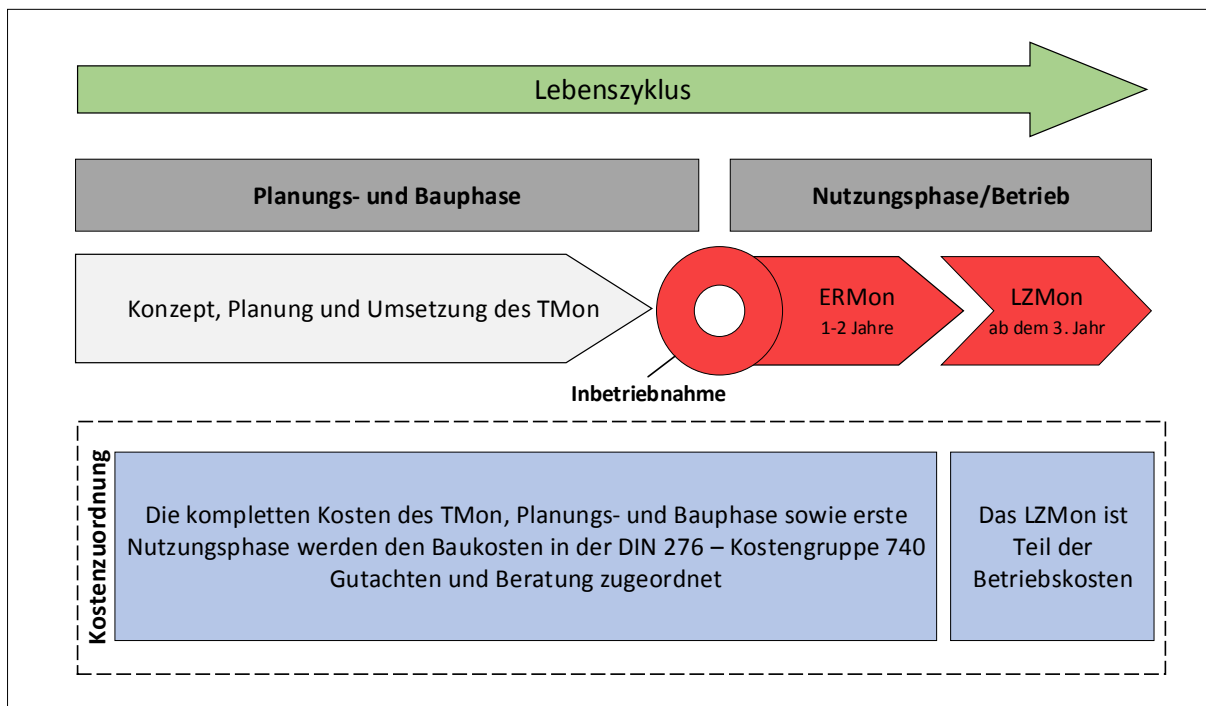 Lebenszyklus
Planungs- und Bauphase
Nutzungsphase/Betrieb
Konzept, Planung und Umsetzung des TMon
ERMon
1-2 Jahre
LZMon
ab dem 3. Jahr
Inbetriebnahme
Kostenzuordnung
Die kompletten Kosten des TMon, Planungs- und Bauphase sowie erste
Nutzungsphase werden den Baukosten in der DIN 276 – Kostengruppe 740
Gutachten und Beratung zugeordnet
Das LZMon ist
Teil der
Betriebskosten